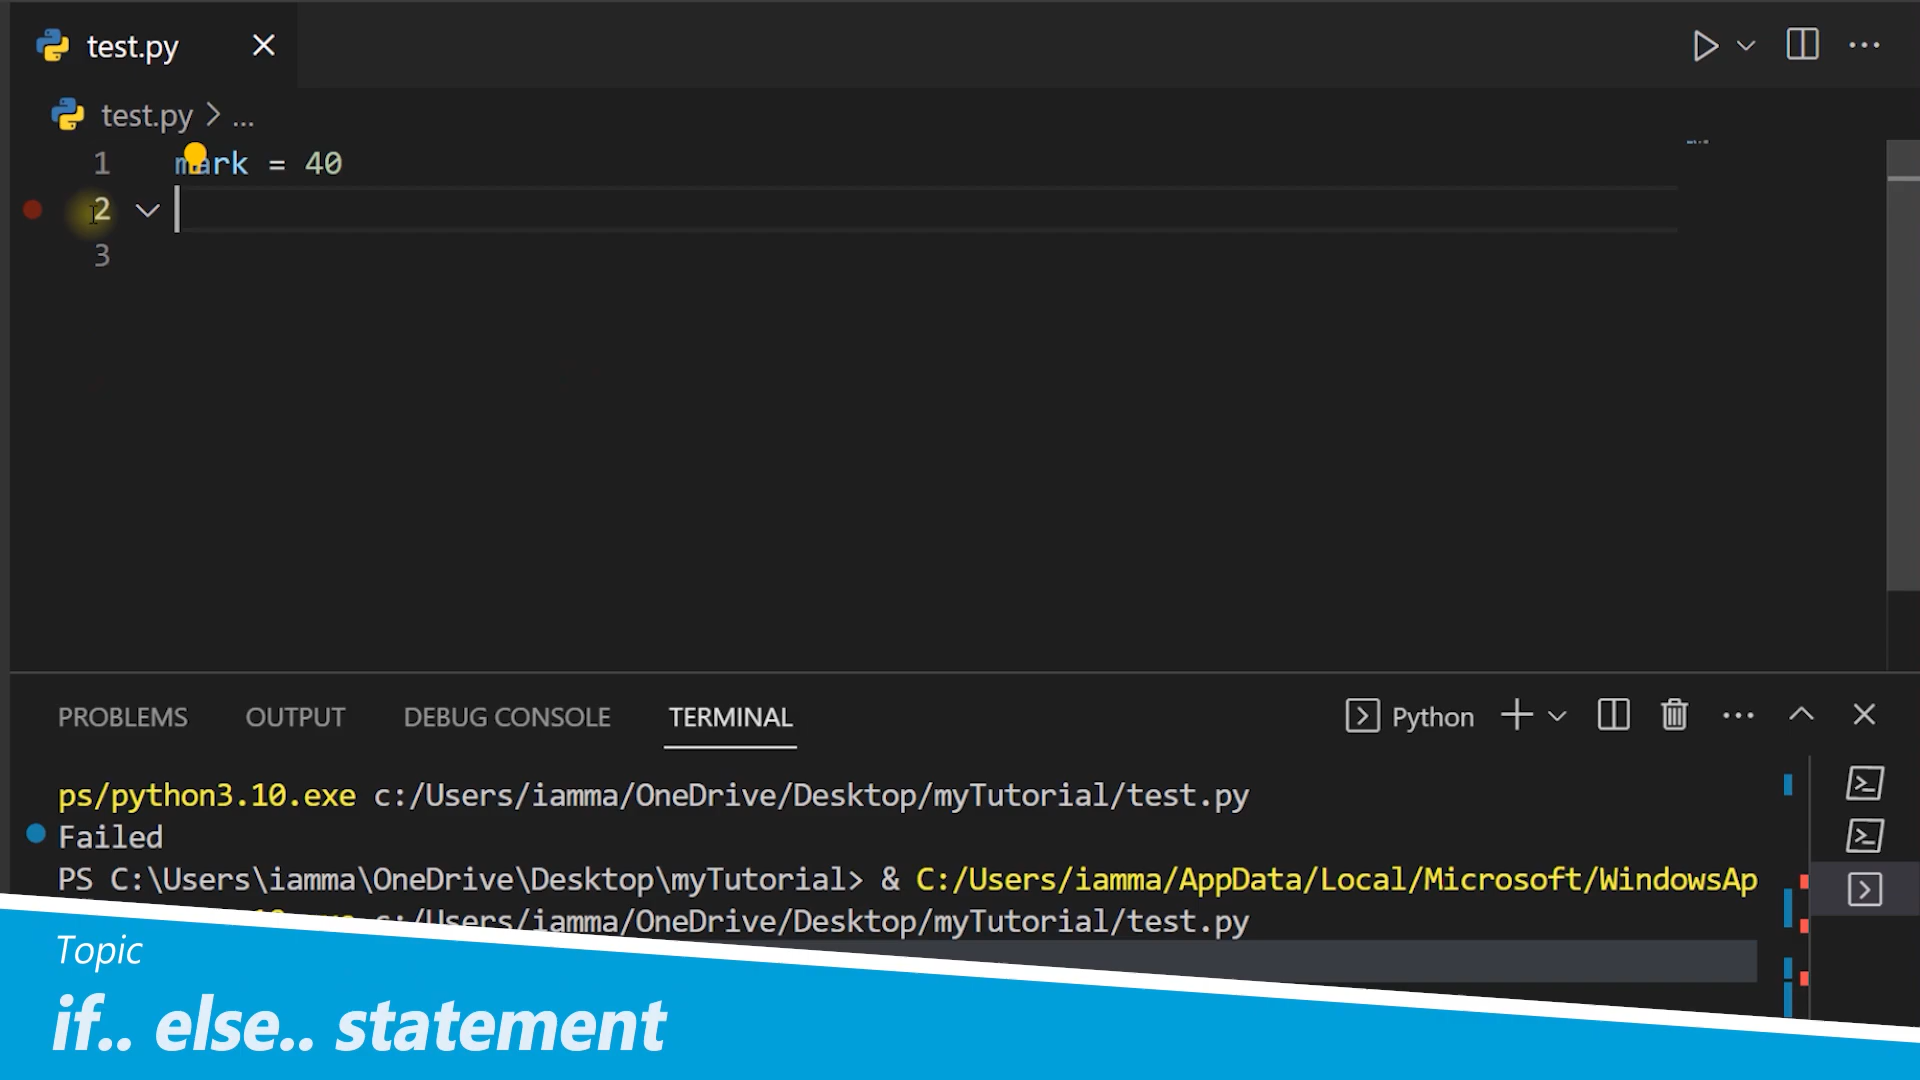 test.py
test.py > ...
1 mark = 40
2
3
PROBLEMS OUTPUT DEBUG CONSOLE TERMINAL Python
ps/python3.10.exe c:/Users/iamma/OneDrive/Desktop/myTutorial/test.py
Failed
PS C:\Users\iamma\OneDrive\Desktop\myTutorial> & C:/Users/iamma/AppData/Local/Microsoft/WindowsAp
c:/Users/iamma/OneDrive/Desktop/myTutorial/test.py
Topic
if.. else.. statement